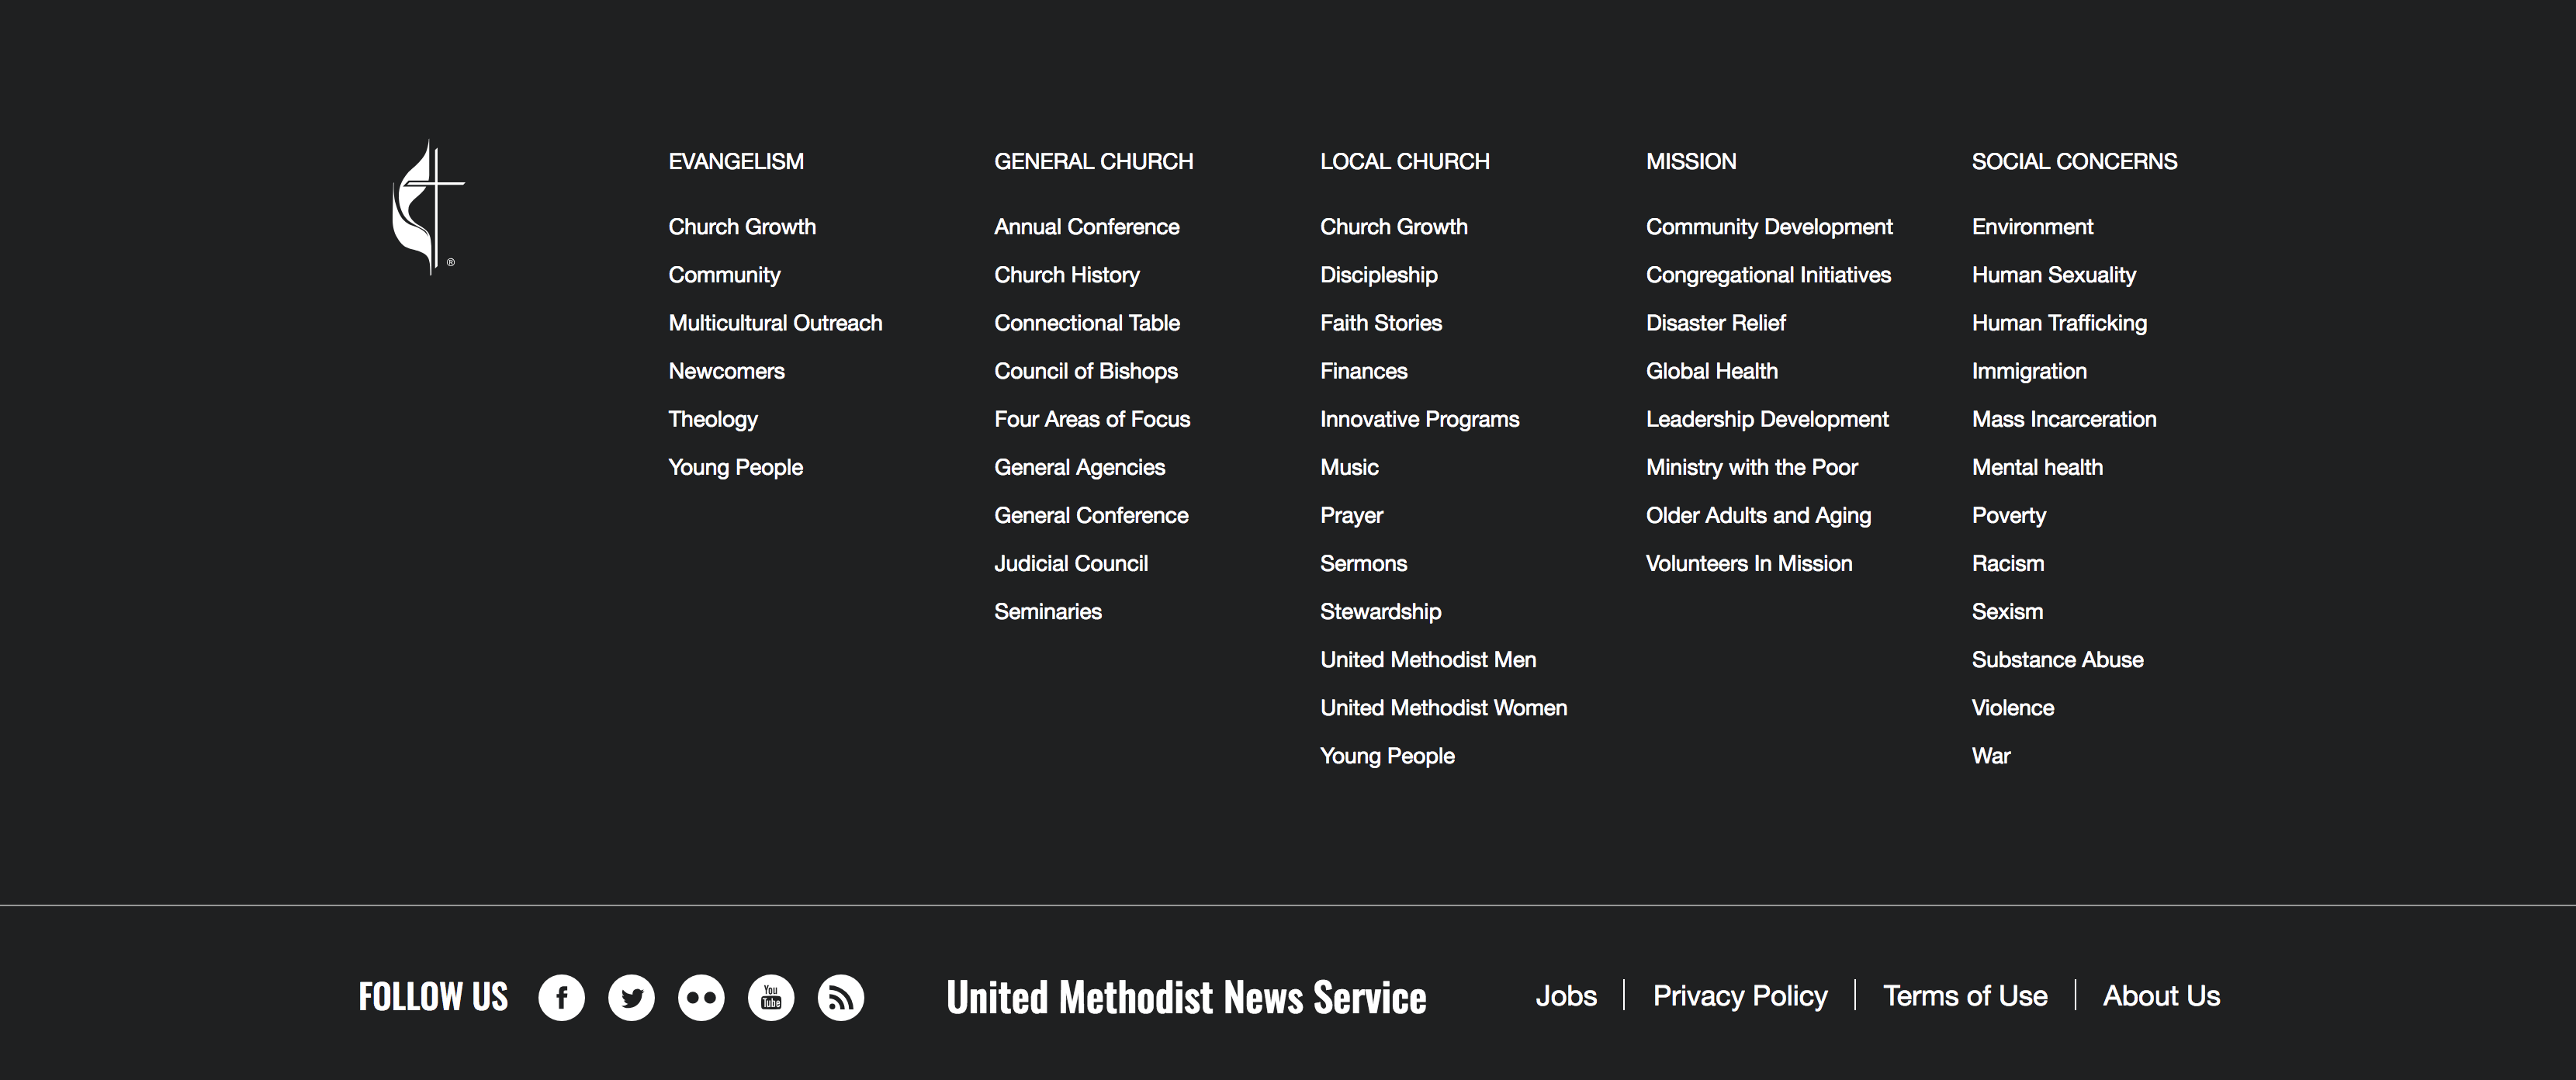 ®
EVANGELISM
Church Growth
Community
Multicultural Outreach
Newcomers
Theology
Young People
GENERAL CHURCH
Annual Conference
Church History
Connectional Table
Council of Bishops
Four Areas of Focus
General Agencies
General Conference
Judicial Council
Seminaries
LOCAL CHURCH
Church Growth
Discipleship
Faith Stories
Finances
Innovative Programs
Music
Prayer
Sermons
Stewardship
United Methodist Men
United Methodist Women
Young People
MISSION
Community Development
Congregational Initiatives
Disaster Relief
Global Health
Leadership Development
Ministry with the Poor
Older Adults and Aging
Volunteers In Mission
SOCIAL CONCERNS
Environment
Human Sexuality
Human Trafficking
Immigration
Mass Incarceration
Mental health
Poverty
Racism
Sexism
Substance Abuse
Violence
War
FOLLOW US
You
Tube
United Methodist News Service
Jobs
Privacy Policy
Terms of Use
About Us